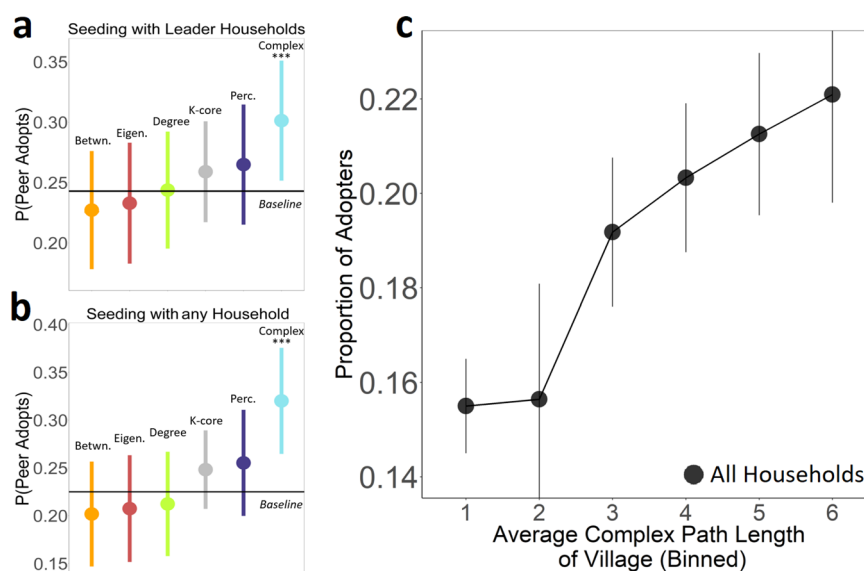 a
Seeding with Leader Households
Complex
***
0.35
0.30
0.25
0.20
P(Peer Adopts)
Betwn.
Eigen.
Degree
K-core
Perc.
Baseline
b
Seeding with any Household
Complex
***
0.40
0.35
0.30
0.25
0.20
0.15
P(Peer Adopts)
Betwn.
Eigen.
Degree
K-core
Perc.
Baseline
c
0.22
0.20
0.18
0.16
0.14
Proportion of Adopters
All Households
1 2 3 4 5 6
Average Complex Path Length
of Village (Binned)